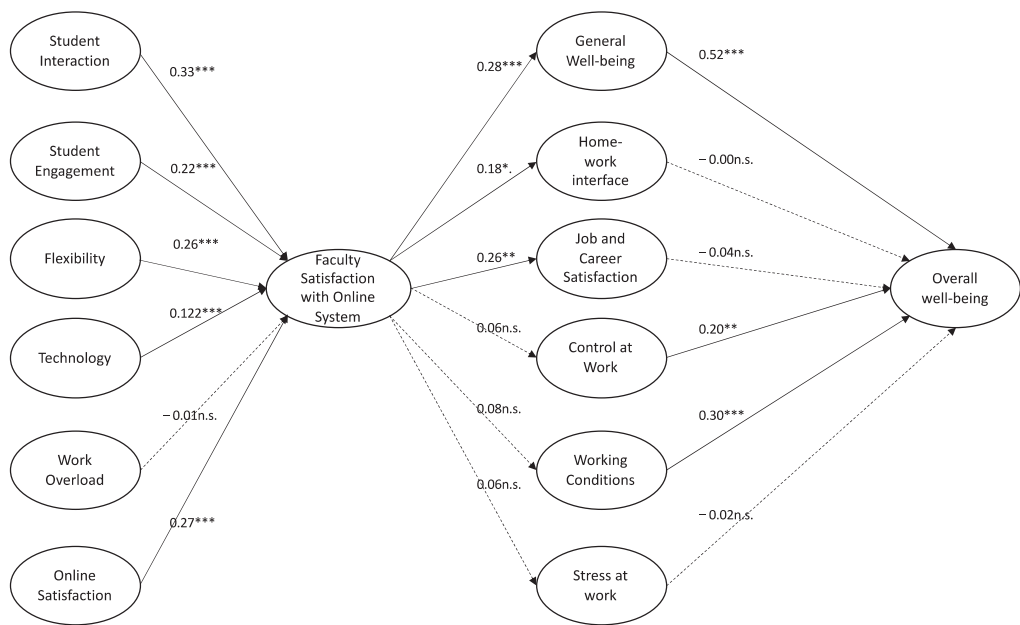 Student
Interaction
0.33***
Student
Engagement
0.22***
Flexibility
0.26***
Technology
0.122***
Work
Overload
−0.01n.s.
Online
Satisfaction
0.27***
Faculty
Satisfaction
with Online
System
0.28***
0.18*.
0.26**
0.06n.s.
0.08n.s.
0.06n.s.
General
Well-being
Home-
work
interface
Job and
Career
Satisfaction
Control at
Work
Working
Conditions
Stress at
work
0.52***
−0.00n.s.
−0.04n.s.
0.20**
0.30***
−0.02n.s.
Overall
well-being